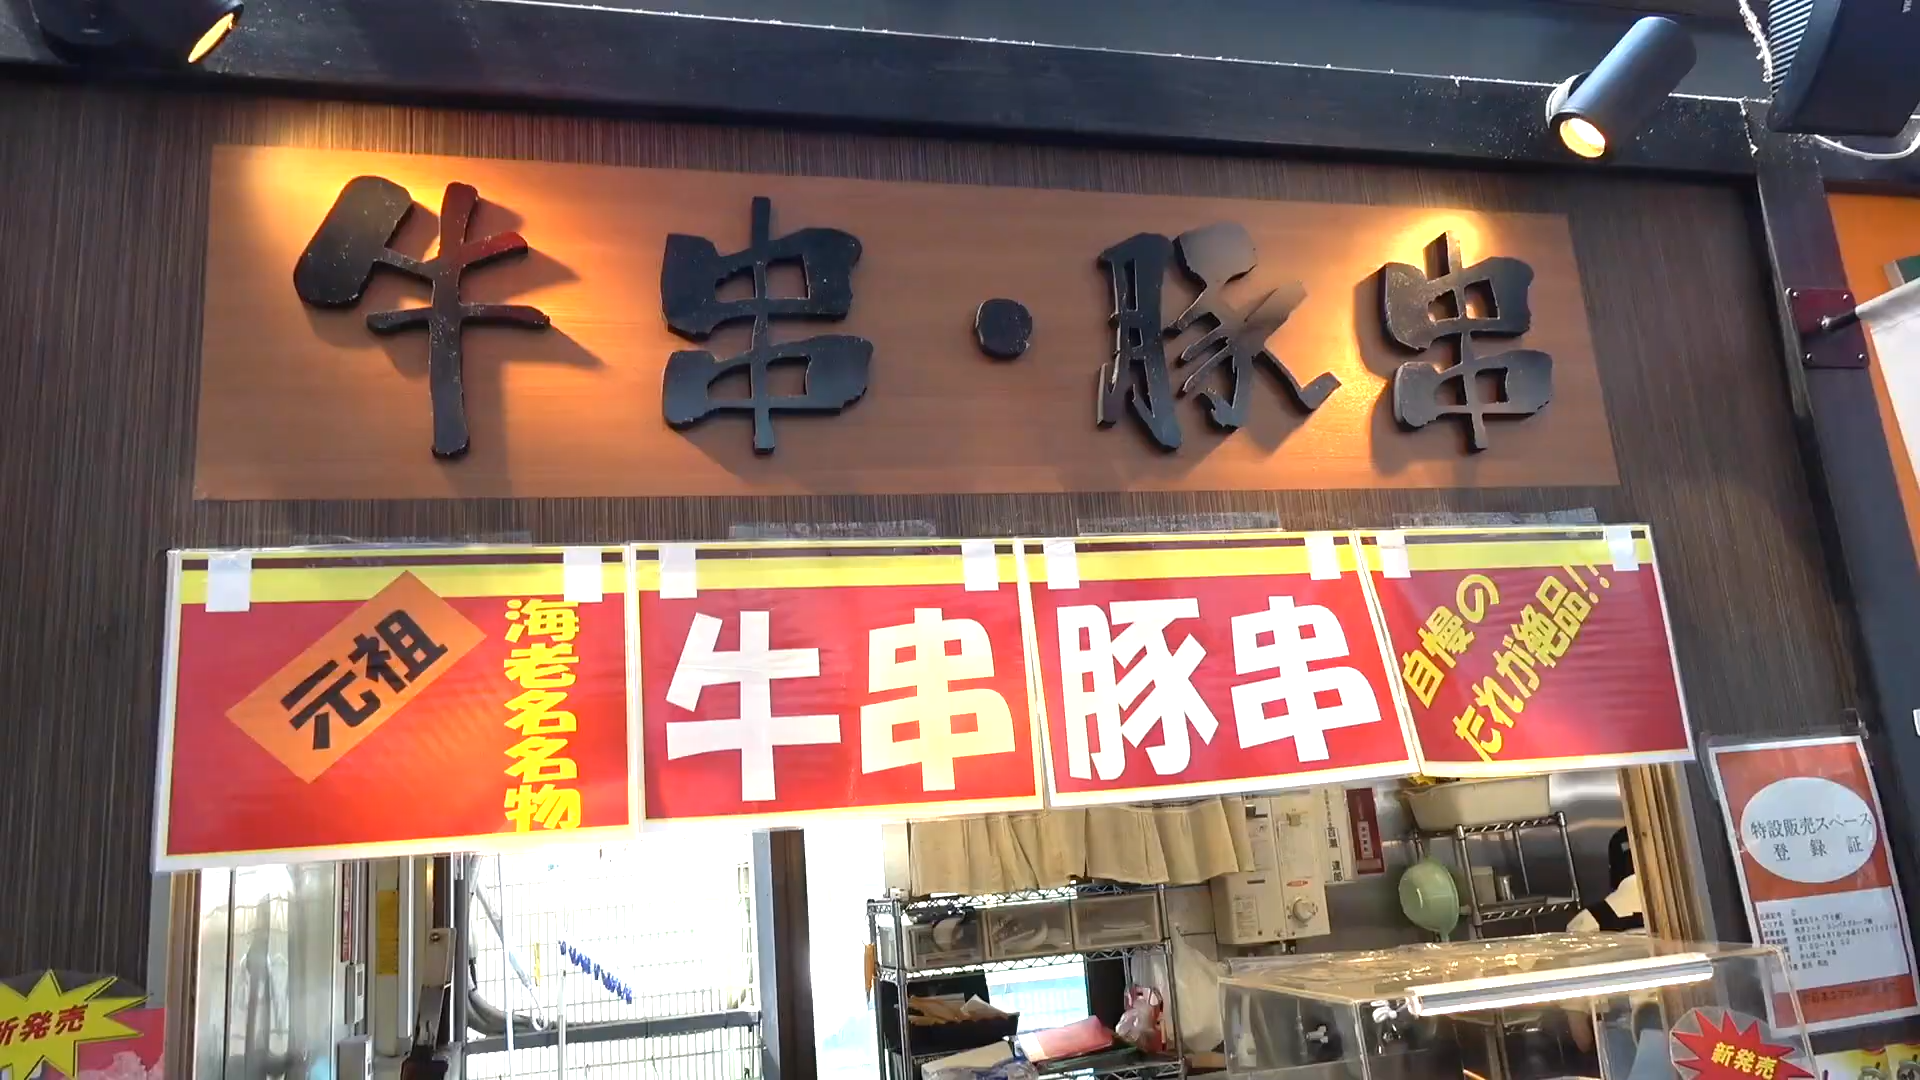 牛串・豚串
元祖
海老名名物
牛串
豚串
自慢の
たれが絶品!!
特設販売スペース
登録証
新発売
新発売